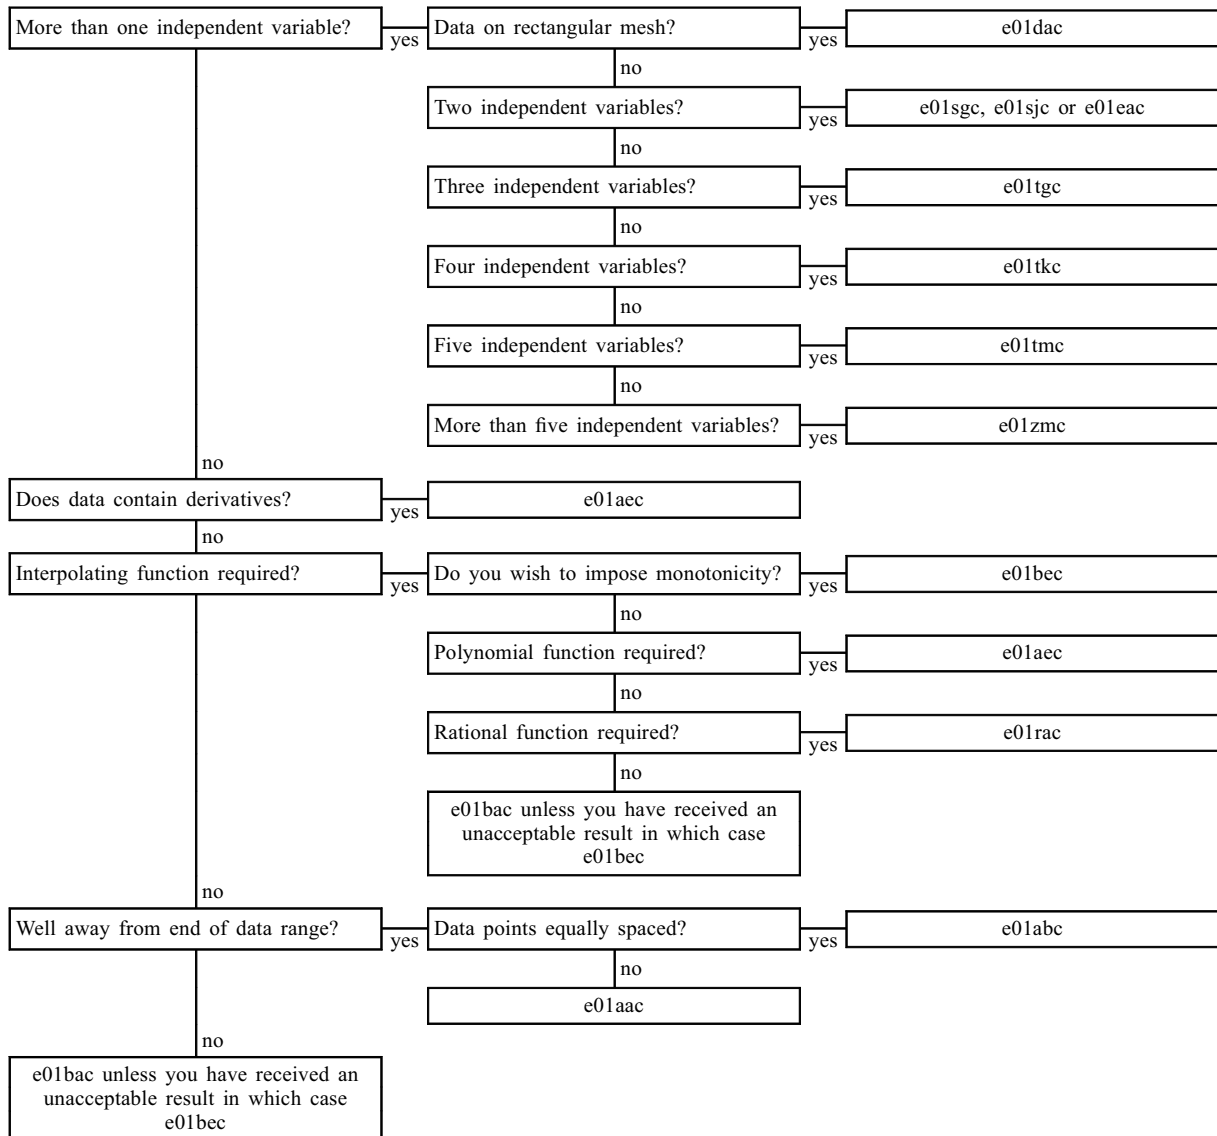 More than one independent variable?
yes
Data on rectangular mesh?
yes
e01dac
no
Two independent variables?
yes
e01sgc, e01sjc or e01eac
no
Three independent variables?
yes
e01tgc
no
Four independent variables?
yes
e01tkc
no
Five independent variables?
yes
e01tmc
no
More than five independent variables?
yes
e01zmc
no
Does data contain derivatives?
yes
e01aec
no
Interpolating function required?
yes
Do you wish to impose monotonicity?
yes
e01bec
no
Polynomial function required?
yes
e01aec
no
Rational function required?
yes
e01rac
no
e01bac unless you have received an
unacceptable result in which case
e01bec
no
Well away from end of data range?
yes
Data points equally spaced?
yes
e01abc
no
e01aac
no
e01bac unless you have received an
unacceptable result in which case
e01bec